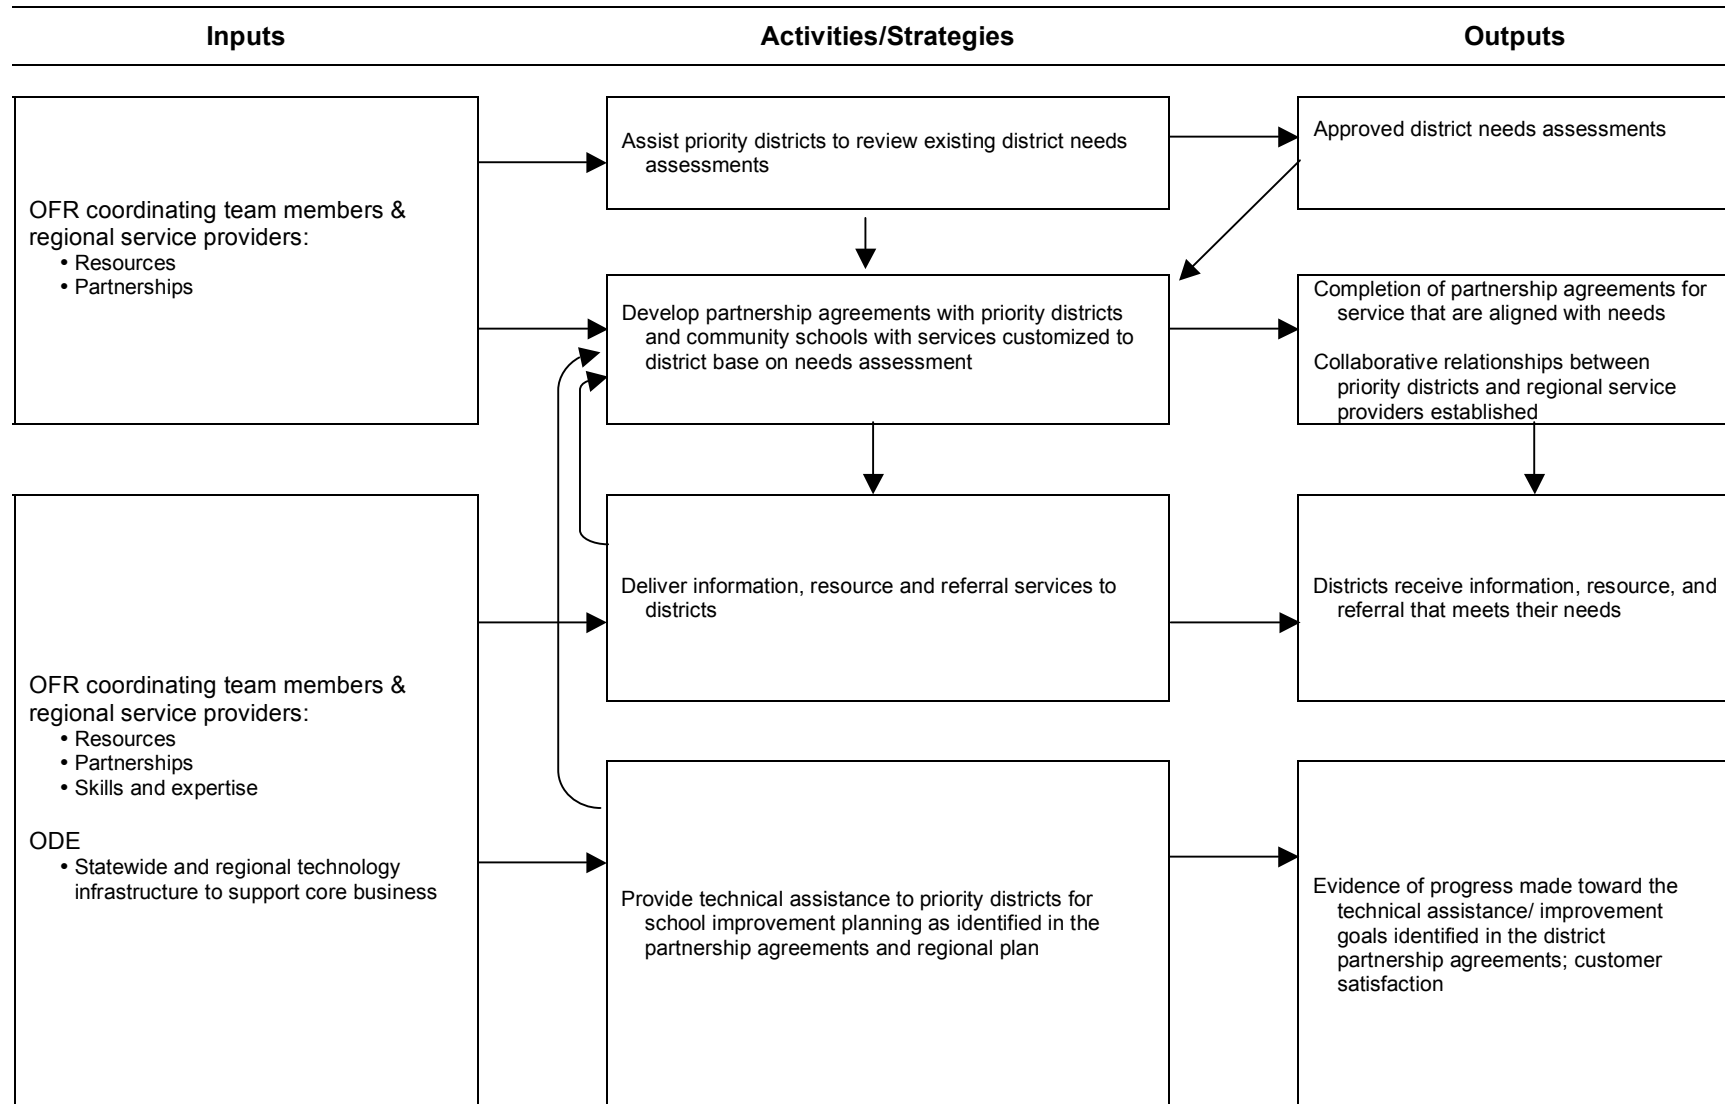 Inputs
Activities/Strategies
Outputs
OFR coordinating team members &
regional service providers:
• Resources
• Partnerships
Assist priority districts to review existing district needs
assessments
Approved district needs assessments
Develop partnership agreements with priority districts
and community schools with services customized to
district base on needs assessment
Completion of partnership agreements for
service that are aligned with needs
Collaborative relationships between
priority districts and regional service
providers established
OFR coordinating team members &
regional service providers:
• Resources
• Partnerships
• Skills and expertise
ODE
• Statewide and regional technology
infrastructure to support core business
Deliver information, resource and referral services to
districts
Districts receive information, resource, and
referral that meets their needs
Provide technical assistance to priority districts for
school improvement planning as identified in the
partnership agreements and regional plan
Evidence of progress made toward the
technical assistance/ improvement
goals identified in the district
partnership agreements; customer
satisfaction